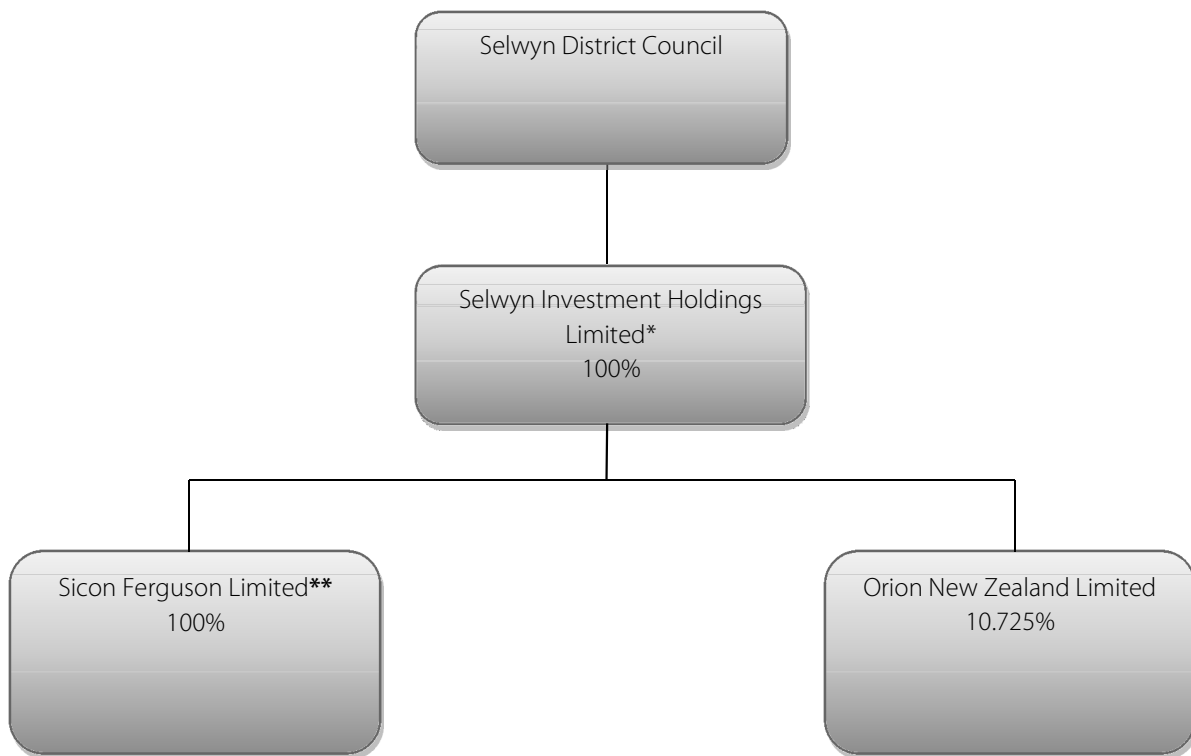 Selwyn District Council
Selwyn Investment Holdings
Limited*
100%
Sicon Ferguson Limited**
100%
Orion New Zealand Limited
10.725%